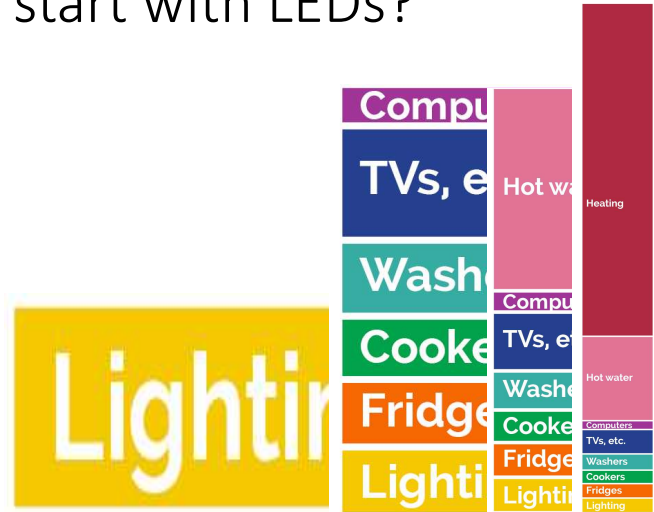 start with LEDs?
Lightin
Compu
TVs, e
Washe
Cooke
Fridge
Lighti
Hot wa
Compu
TVs, et
Washe
Cooke
Fridge
Lightin
Heating
Hot water
Computers
TVs, etc.
Washers
Cookers
Fridges
Lighting